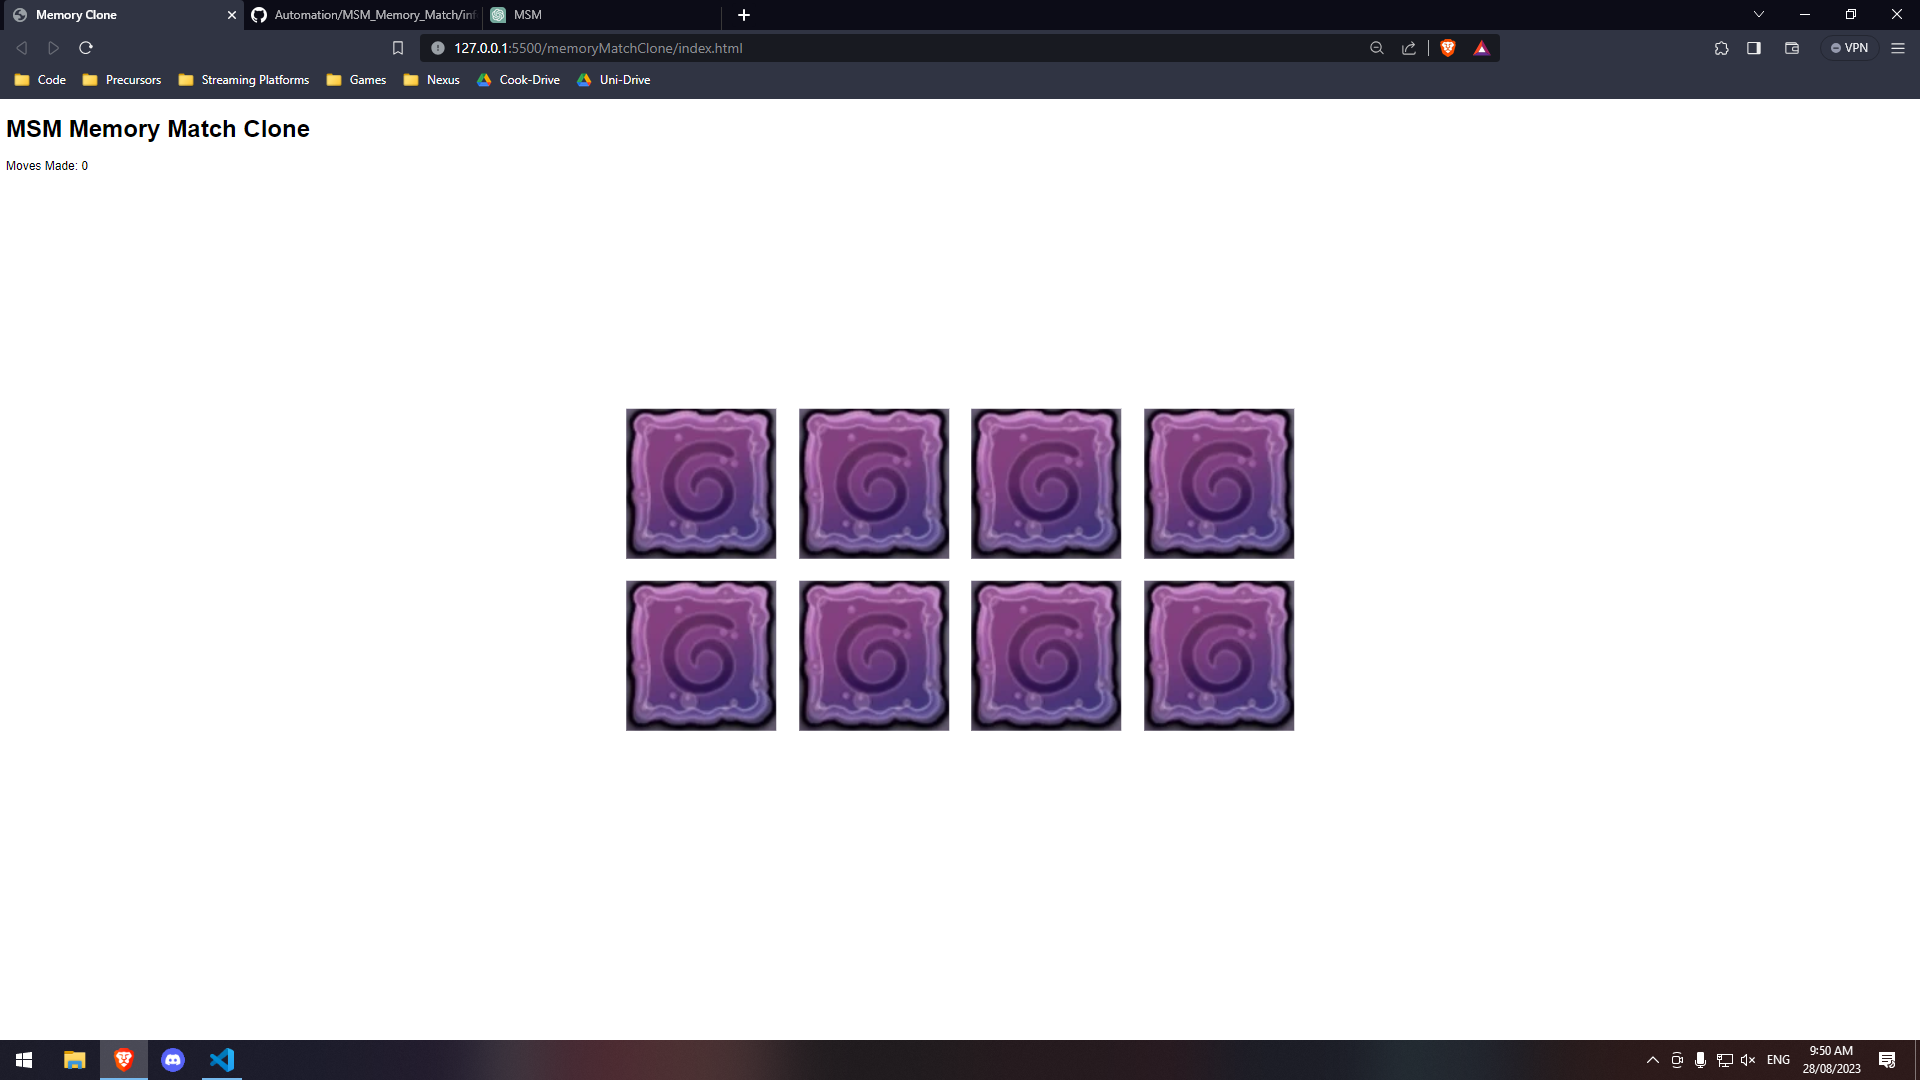 Memory Clone
Automation/MSM_Memory_Match/inf
MSM
127.0.0.1:5500/memoryMatchClone/index.html
VPN
Code
Precursors
Streaming Platforms
Games
Nexus
Cook-Drive
Uni-Drive
MSM Memory Match Clone
Moves Made: 0
ENG
9:50 AM
28/08/2023